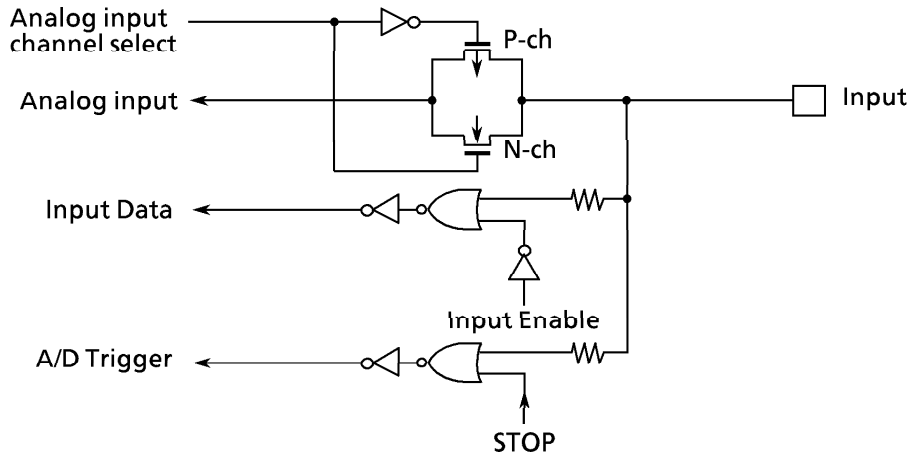 Analog input
channel select
P-ch
Analog input
Input
N-ch
Input Data
Input Enable
A/D Trigger
STOP